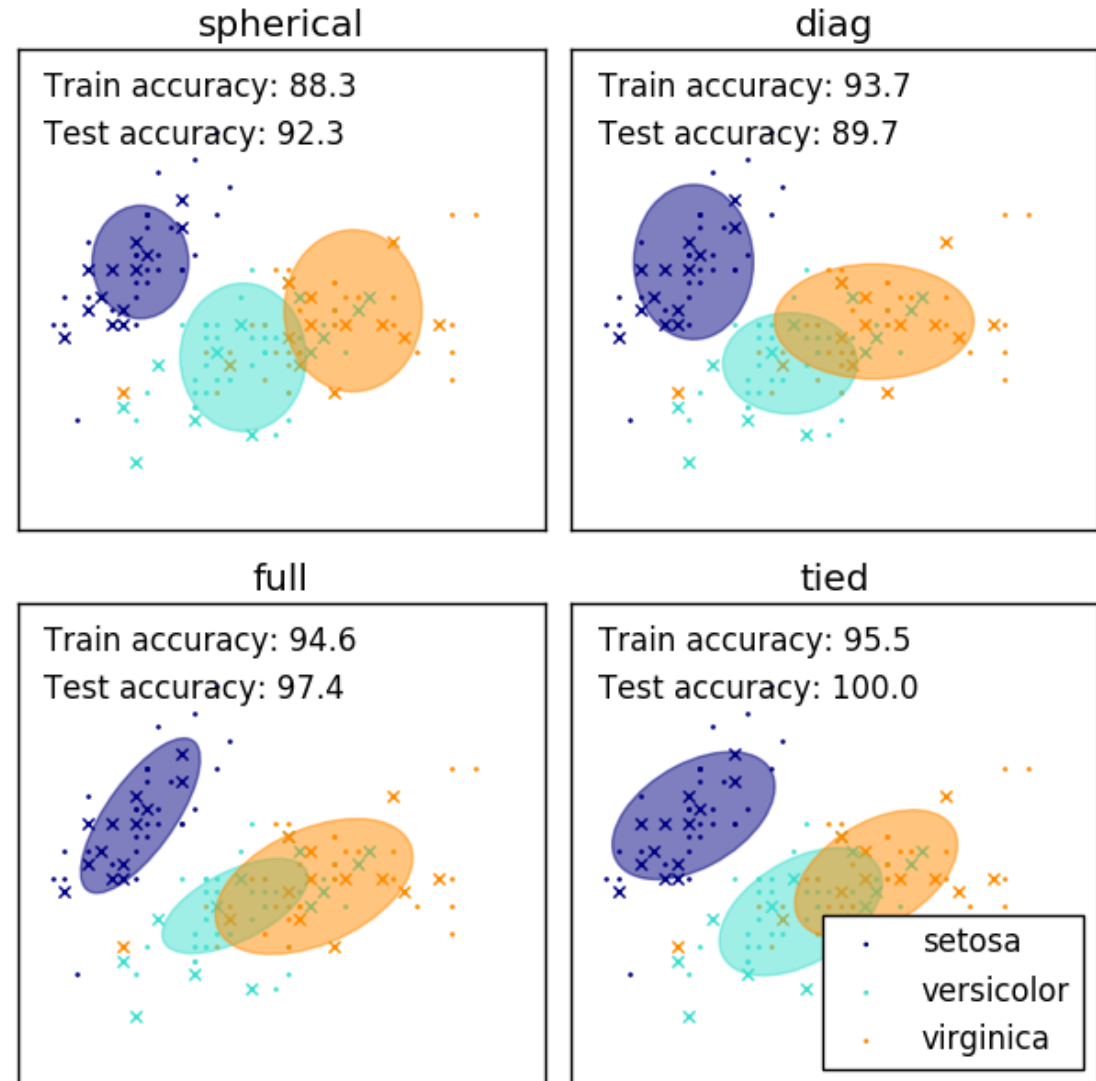 spherical
Train accuracy: 88.3
Test accuracy: 92.3
diag
Train accuracy: 93.7
Test accuracy: 89.7
full
Train accuracy: 94.6
Test accuracy: 97.4
tied
Train accuracy: 95.5
Test accuracy: 100.0
setosa
versicolor
virginica